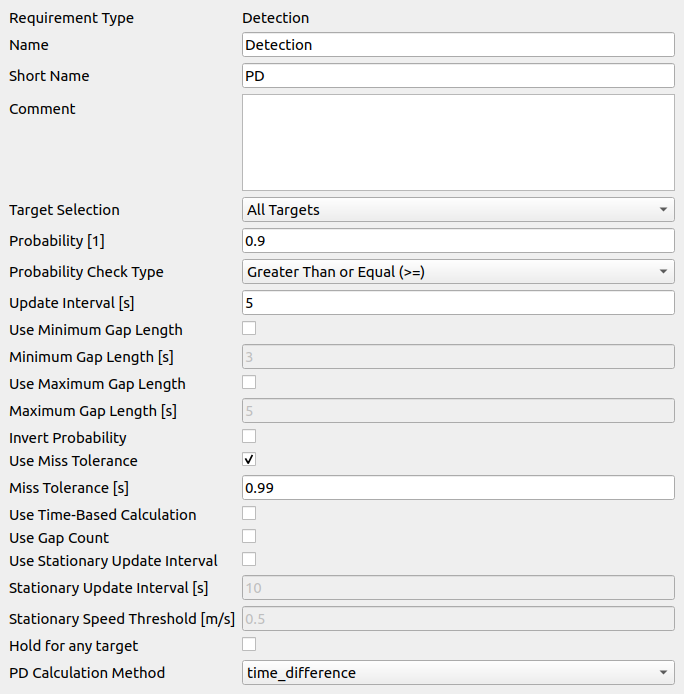 Requirement Type Detection
Name Detection
Short Name PD
Comment
Target Selection All Targets
Probability [1] 0.9
Probability Check Type Greater Than or Equal (>=)
Update Interval [s] 5
Use Minimum Gap Length
Minimum Gap Length [s] 3
Use Maximum Gap Length
Maximum Gap Length [s] 5
Invert Probability
Use Miss Tolerance
Miss Tolerance [s] 0.99
Use Time-Based Calculation
Use Gap Count
Use Stationary Update Interval
Stationary Update Interval [s] 10
Stationary Speed Threshold [m/s] 0.5
Hold for any target
PD Calculation Method time_difference